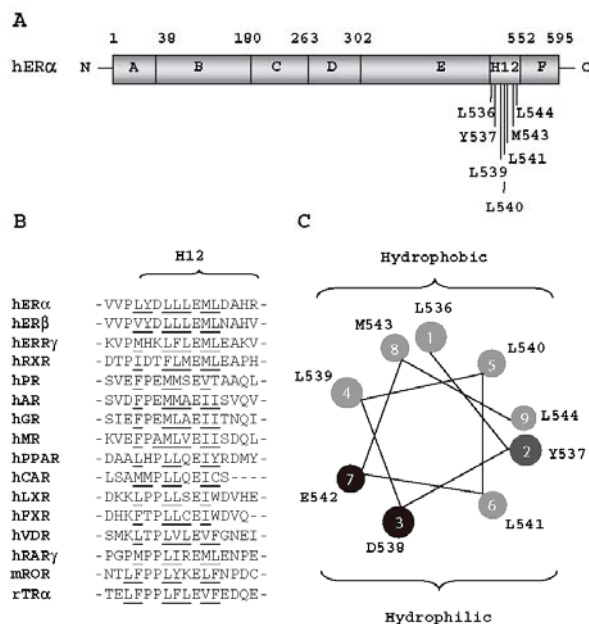 A
1 38 180 263 302 552 595
hERα N A B C D E H12 F C
L536 L544
Y537 M543
L541
L539
L540
B
H12
hERα -VVPLYDLLLEMLDAHR-
hERβ -VVPVYDLLLEMLNAHV-
hERRγ -KVPMHKLFLEMLEAKV-
hRXR -DTPIDTFLMEMLEAPH-
hPR -SVEFPEMMSEVTAAQL-
hAR -SVDFPEMMAEIISVQV-
hGR -SIEFPEMLAEIITNQI-
hMR -KVEFPAMLVEIISDQL-
hPPAR -DAALHPLLQEIYRDMY-
hCAR -LSAMMPLLQEICS----
hLXR -DKKLPPLLSEIWDVHE-
hFXR -DHKFTPLLCEIWDVQ--
hVDR -SMKLTPLVLEVFGNEI-
hRARγ -PGPMPPLIREMLENPE-
mROR -NTLFPPLYKELFNPDC-
rTRα -TELFPPLFLEVFEDQE-
C
Hydrophobic
L536
1
M543
8
L540
5
L539
4
9
L544
2
Y537
7
E542
6
L541
3
D538
Hydrophilic